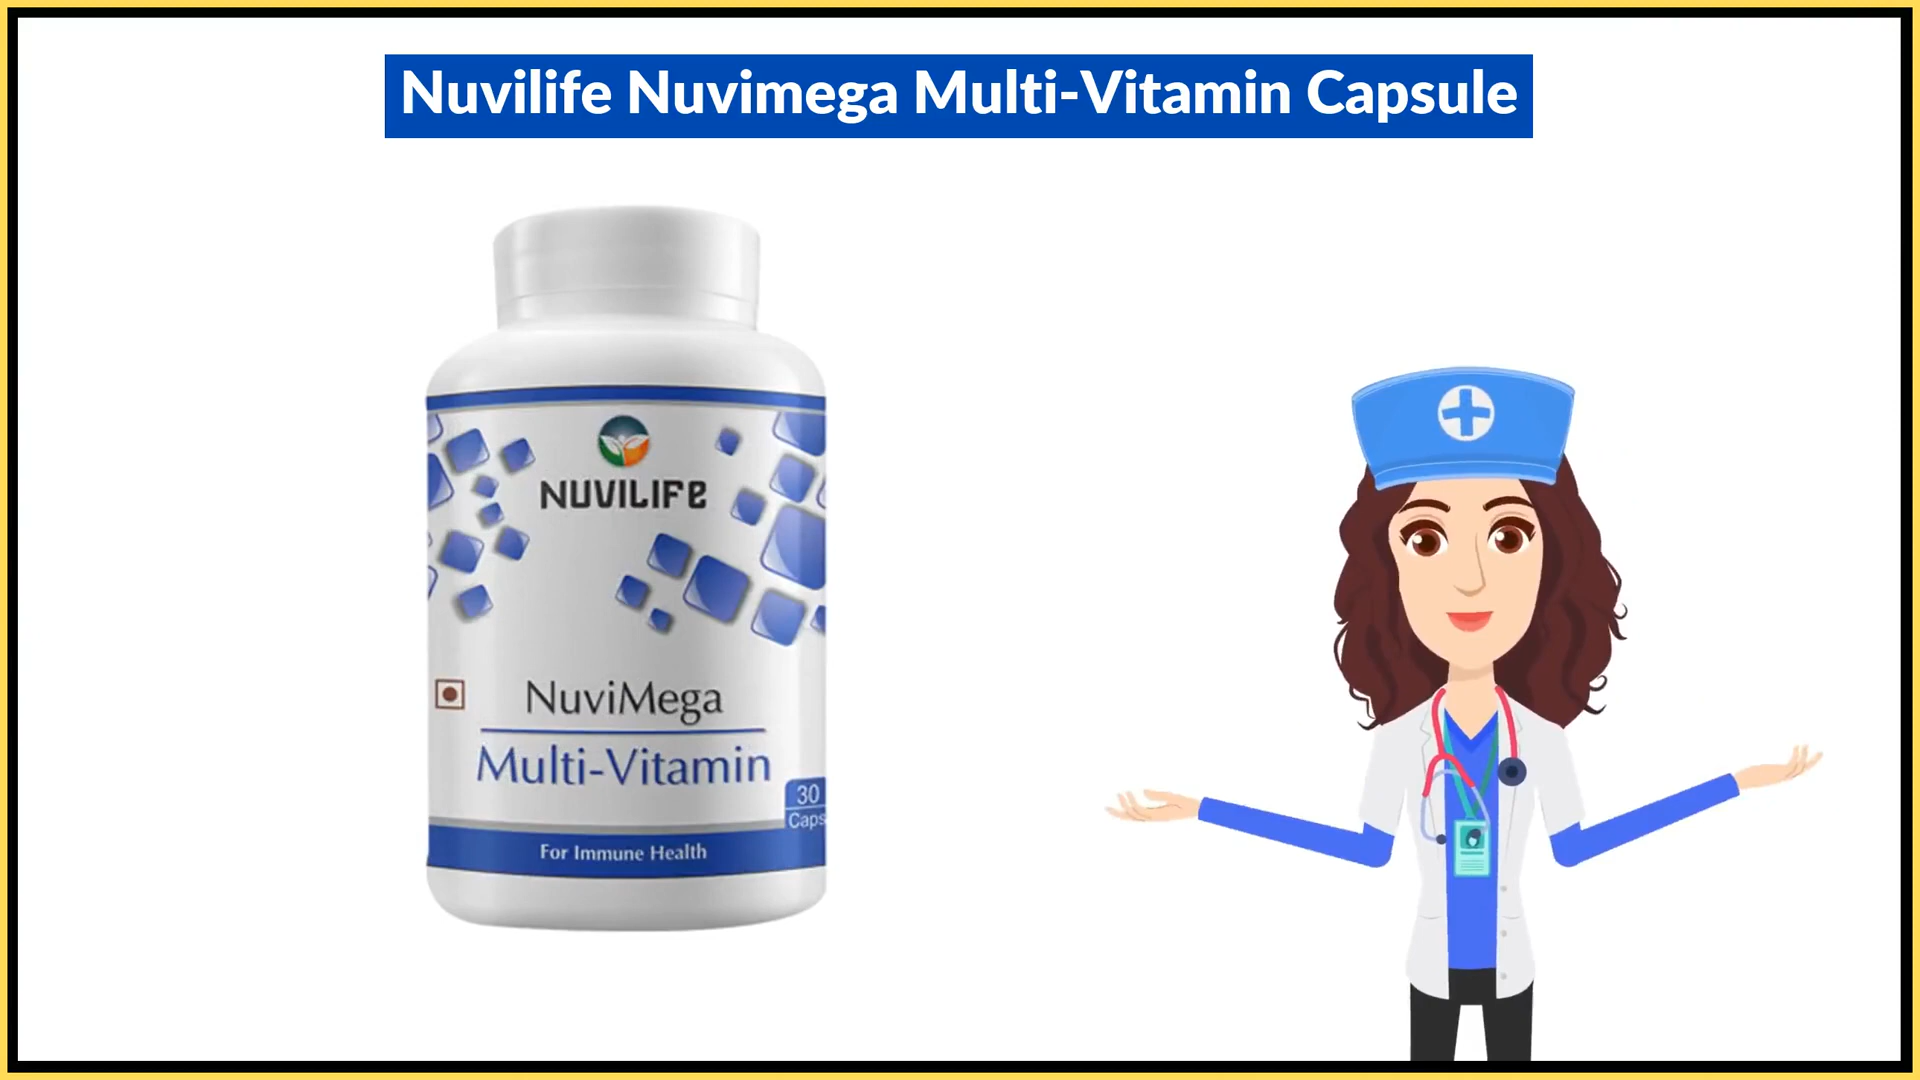 Nuvilife Nuvimega Multi-Vitamin Capsule
NUVILIFe
NuviMega
Multi-Vitamin
30
Caps
For Immune Health